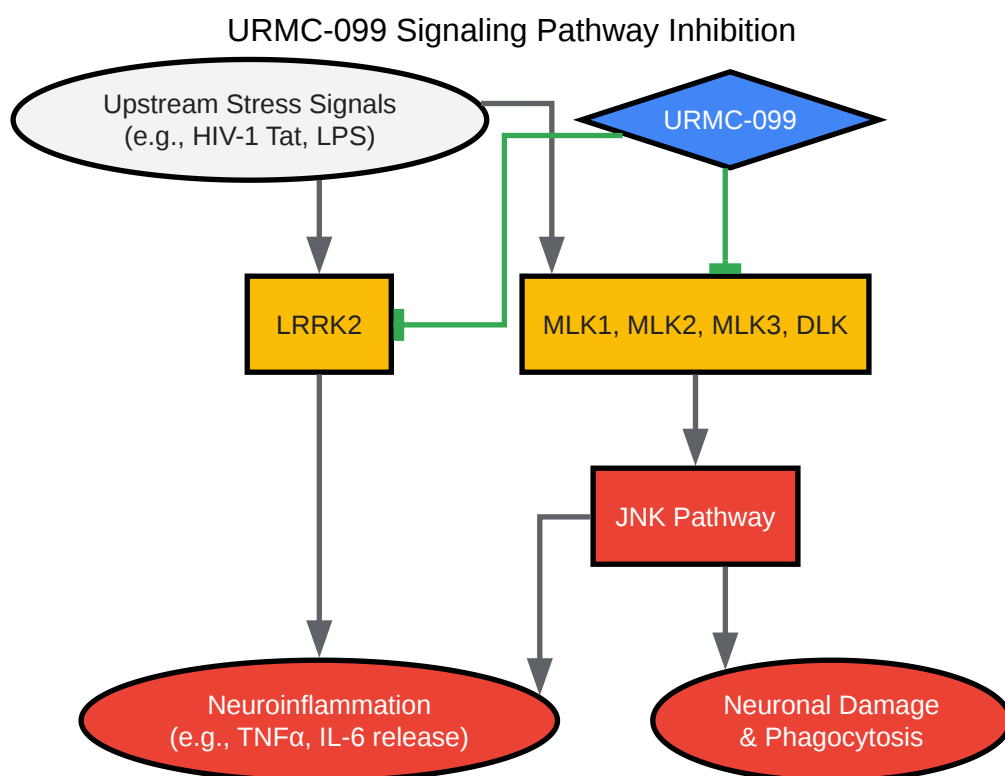 URMC-099 Signaling Pathway Inhibition
Upstream Stress Signals
(e.g., HIV-1 Tat, LPS)
URMC-099
LRRK2
MLK1, MLK2, MLK3, DLK
JNK Pathway
Neuroinflammation
(e.g., TNFα, IL-6 release)
Neuronal Damage
& Phagocytosis